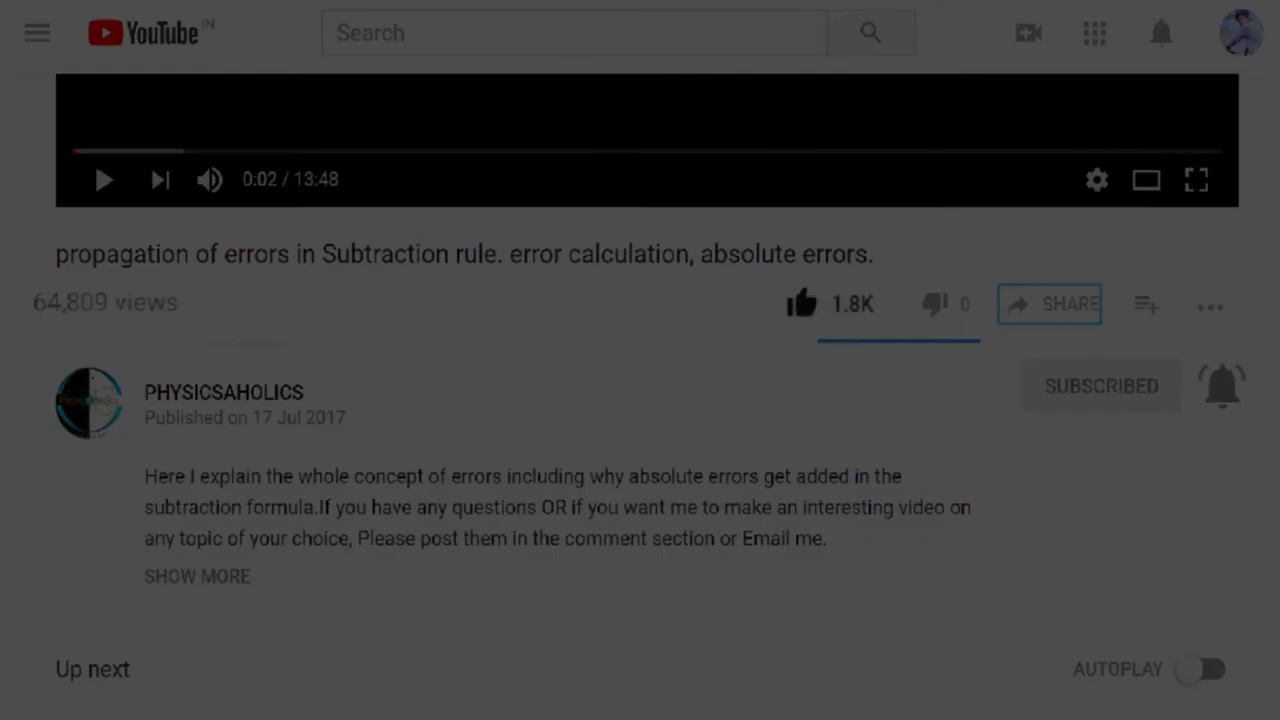 YouTube IN
Search
0:02 / 13:48
propagation of errors in Subtraction rule. error calculation, absolute errors.
64,809 views
1.8K
0
SHARE
PHYSICSAHOLICS
Published on 17 Jul 2017
SUBSCRIBED
Here I explain the whole concept of errors including why absolute errors get added in the
subtraction formula.If you have any questions OR if you want me to make an interesting video on
any topic of your choice, Please post them in the comment section or Email me.
SHOW MORE
Up next
AUTOPLAY